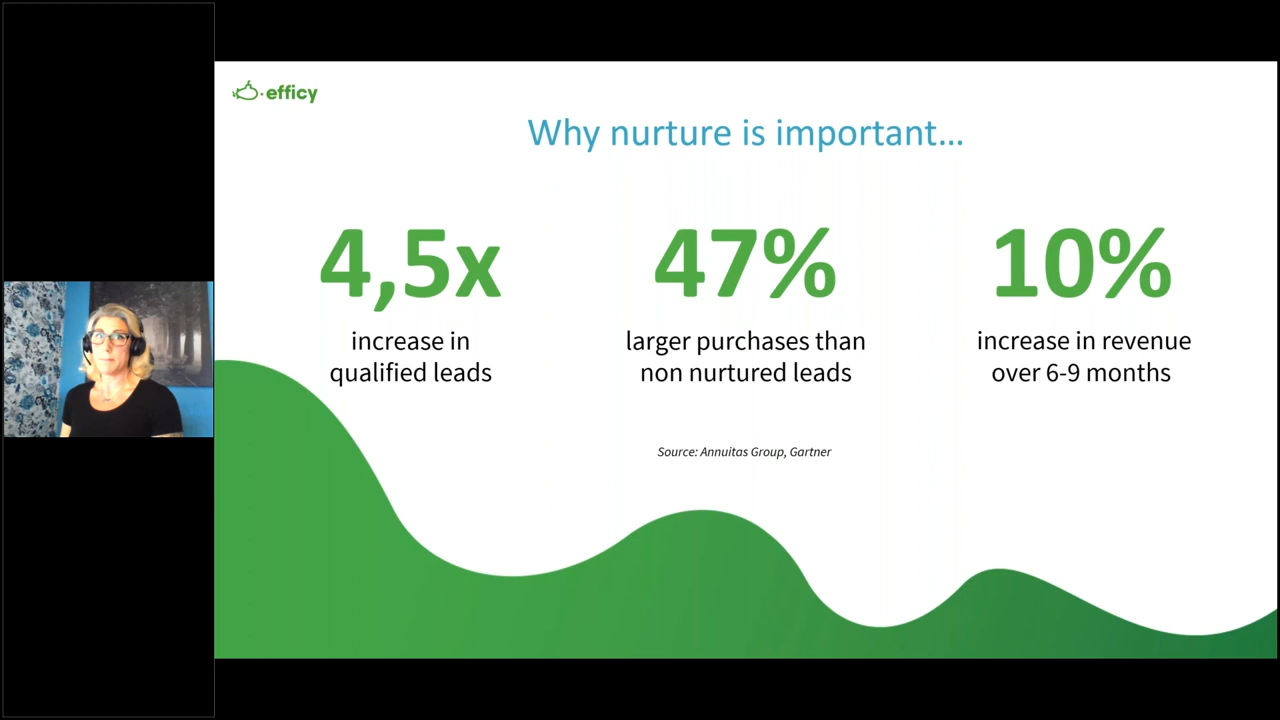 efficy
Why nurture is important...
4,5x
47%
10%
increase in
qualified leads
larger purchases than
non nurtured leads
increase in revenue
over 6-9 months
Source: Annuitas Group, Gartner